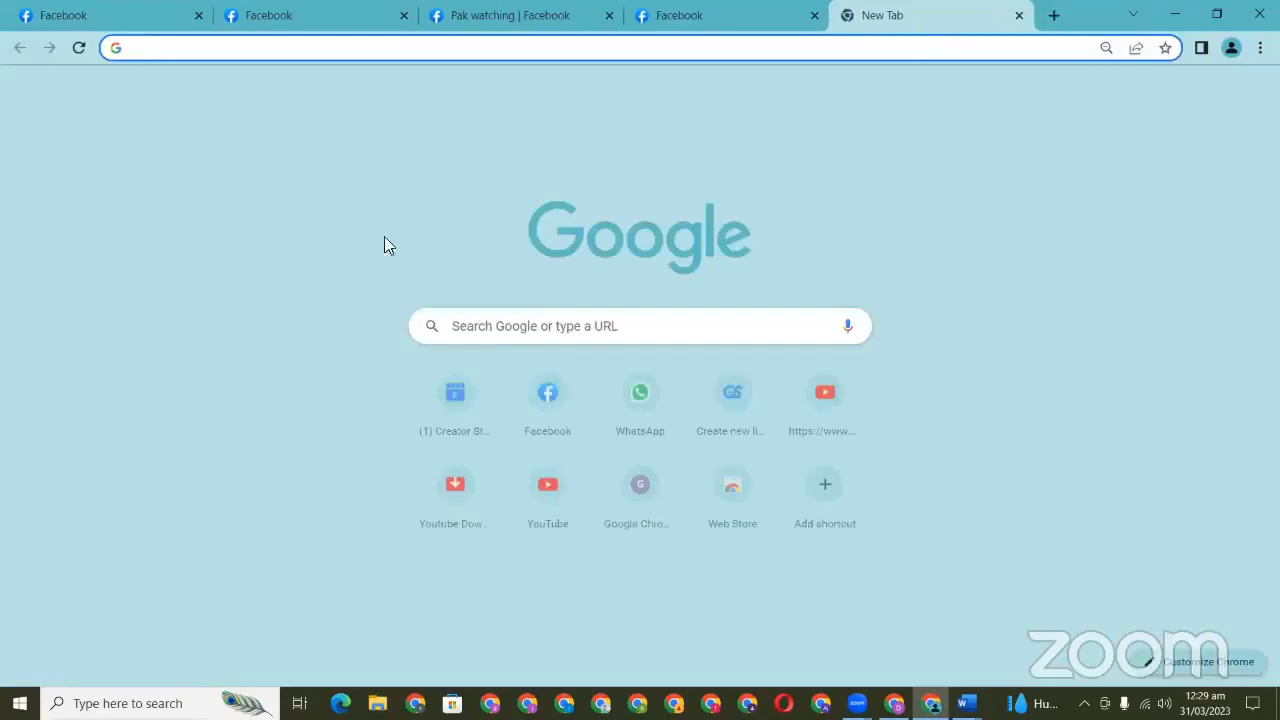 Facebook
Facebook
Pak watching | Facebook
Facebook
New Tab
Google
Search Google or type a URL
(1) Creator St...
Facebook
WhatsApp
Create new li...
https://www....
Youtube Dow...
YouTube
Google Chro...
Web Store
Add shortcut
zoom
Customize Chrome
Type here to search
zoom
Hu...
12:29 am
31/03/2023